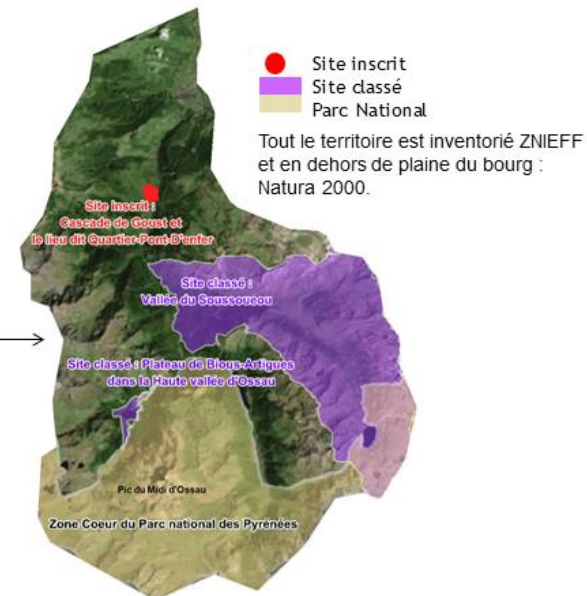 Site inscrit
Site classé
Parc National
Tout le territoire est inventorié ZNIEFF
et en dehors de plaine du bourg :
Natura 2000.
Site inscrit :
Cascade de Goust et
le lieu dit Quartier-Pont-D'enfer
Site classé :
Vallée du Soussoueou
Site classé : Plateau de Bious-Artigues
dans la Haute vallée d'Ossau
Pic du Midi d'Ossau
Zone Coeur du Parc national des Pyrénées